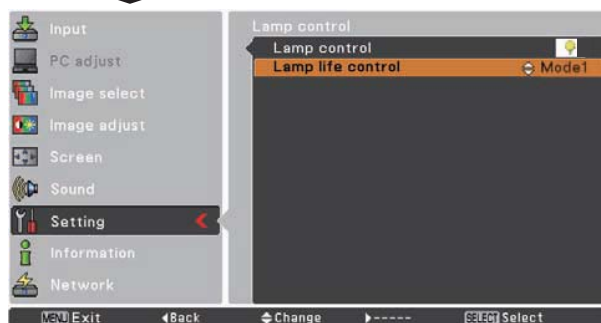 Input
PC adjust
Image select
Image adjust
Screen
Sound
Setting
Information
Network
Lamp control
Lamp control
Lamp life control Mode1
MENU Exit Back Change ----- SELECT Select